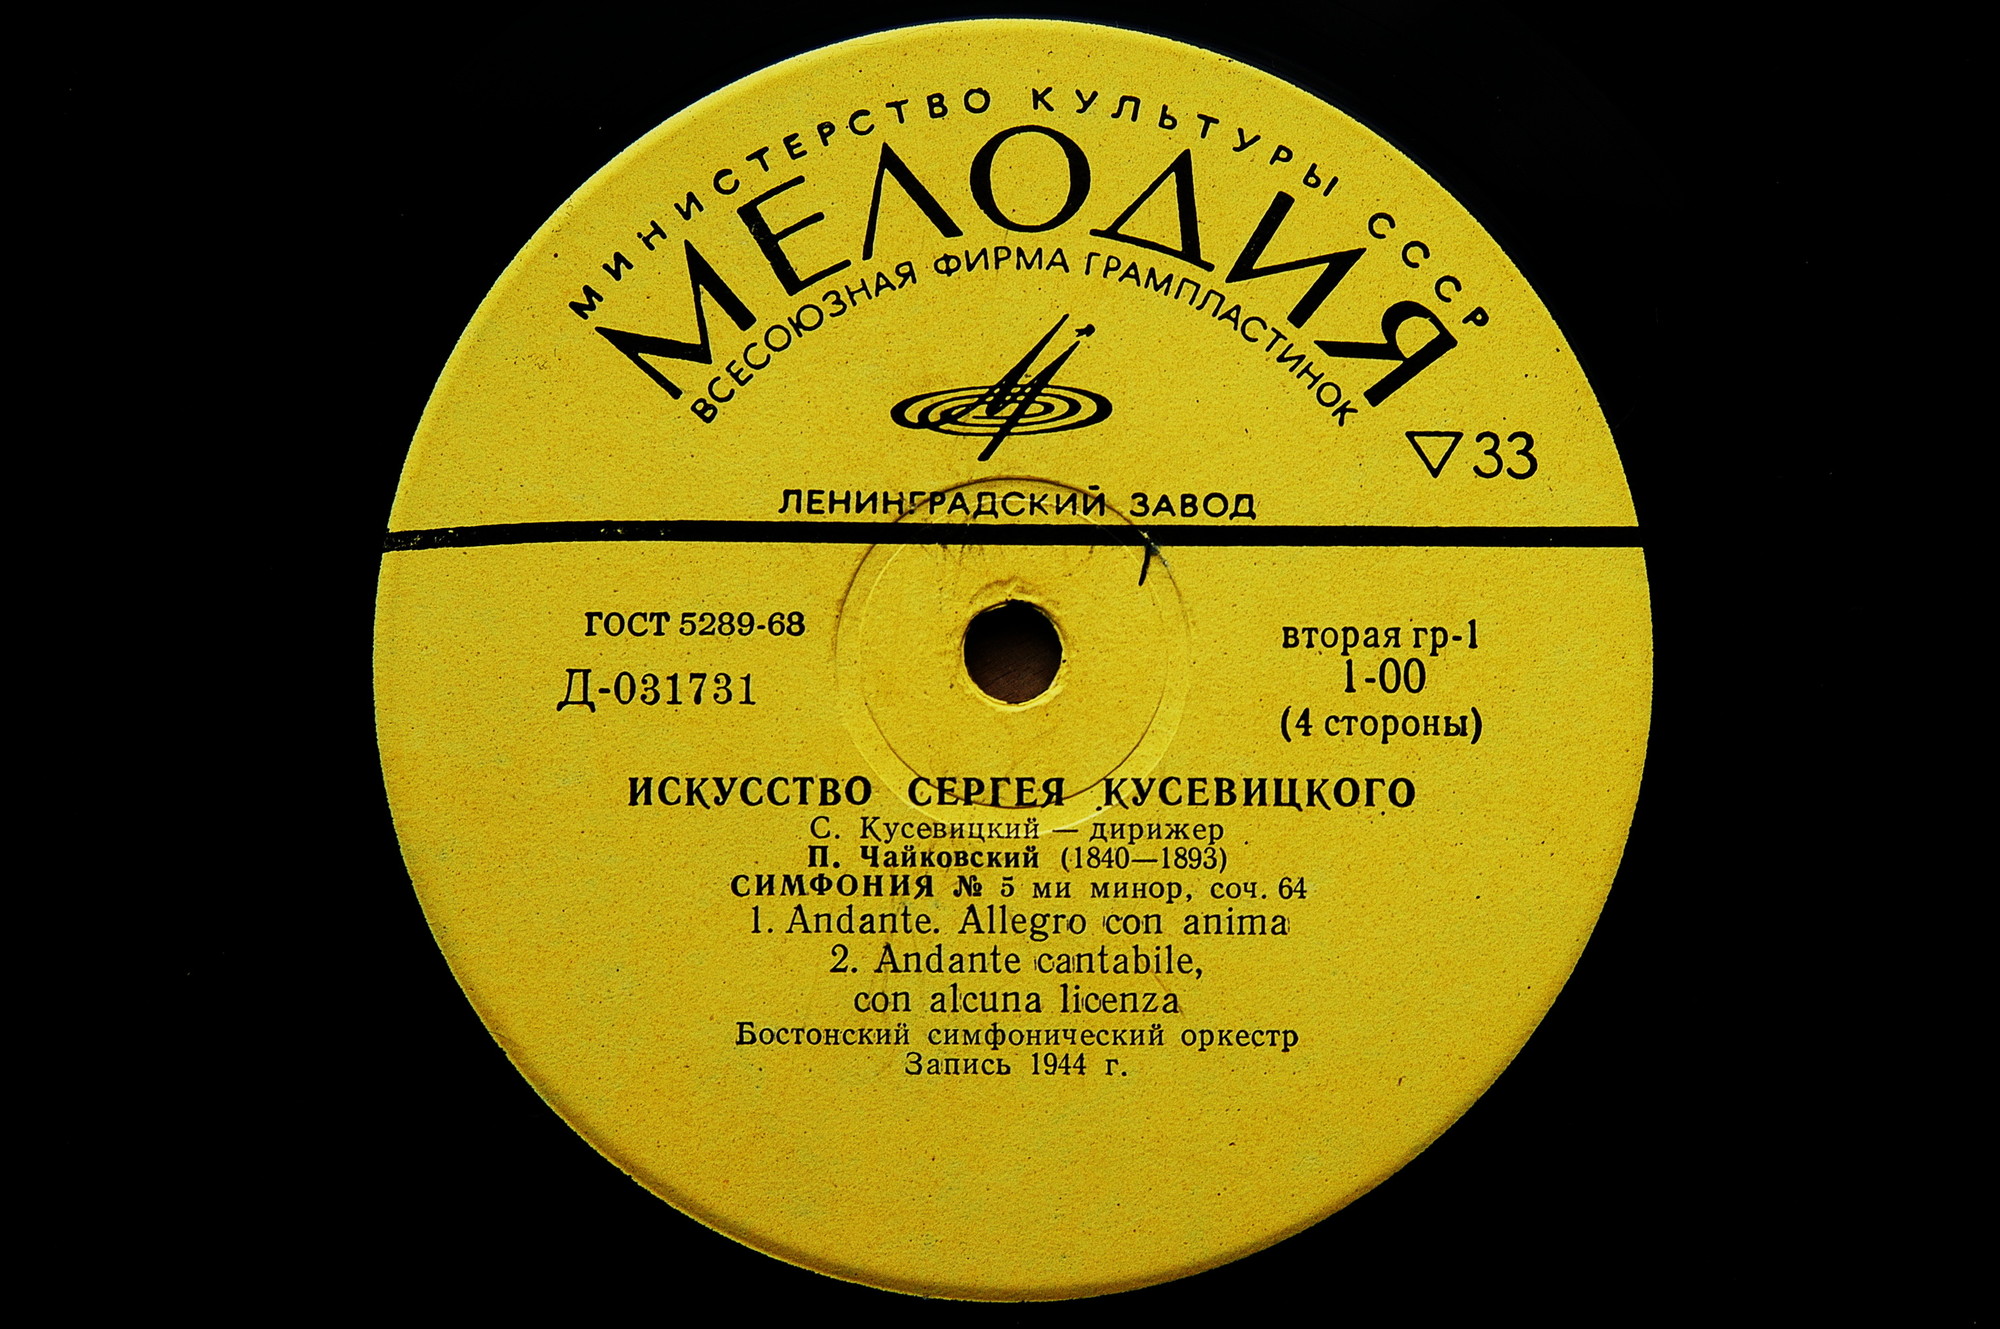 МИНИСТЕРСТВО КУЛЬТУРЫ СССР
МЕЛОДИЯ
ВСЕСОЮЗНАЯ ФИРМА ГРАМПЛАСТИНОК
▽33
ЛЕНИНГРАДСКИЙ ЗАВОД
ГОСТ 5289-68
Д-031731
вторая гр-1
1-00
(4 стороны)
ИСКУССТВО СЕРГЕЯ КУСЕВИЦКОГО
С. Кусевицкий — дирижер
П. Чайковский (1840—1893)
СИМФОНИЯ № 5 ми минор, соч. 64
1. Andante. Allegro con anima
2. Andante cantabile,
con alcuna licenza
Бостонский симфонический оркестр
Запись 1944 г.